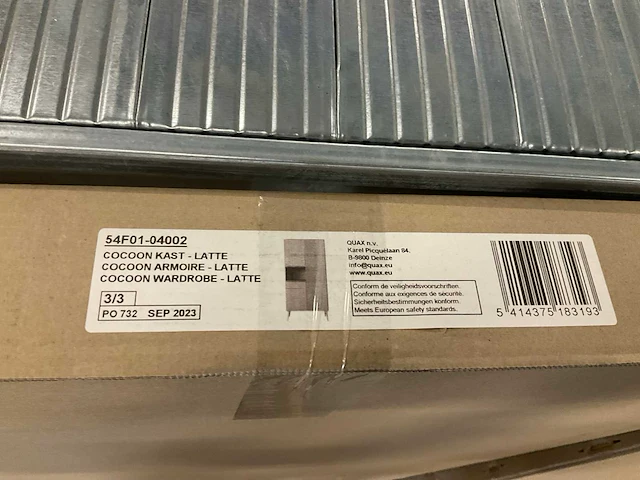 54F01-04002
COCOON KAST - LATTE
COCOON ARMOIRE - LATTE
COCOON WARDROBE - LATTE
3/3
PO 732 SEP 2023
QUAX n.v.
Karel Picquélaan 84,
B-9800 Deinze
info@quax.eu
www.quax.eu
Conform de veiligheidsvoorschriften.
Conforme aux exigences de sécurité.
Sicherheitsbestimmungen konform.
Meets European safety standards.
5 414375 183193